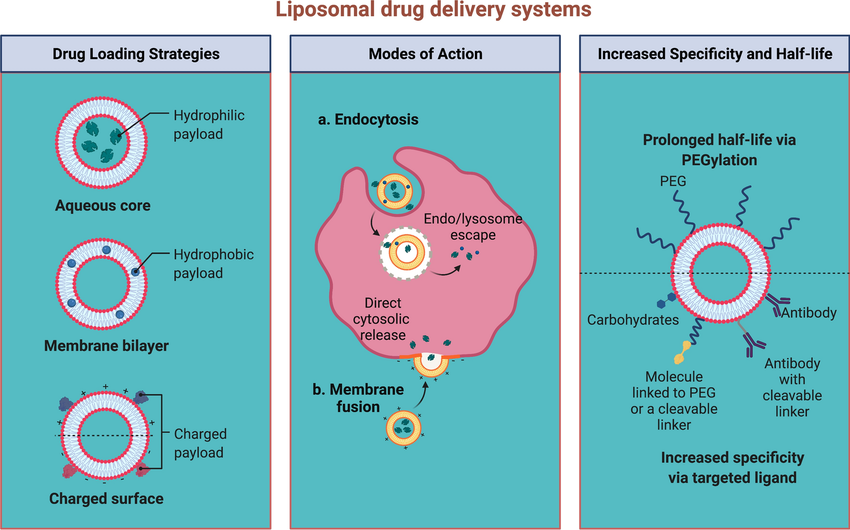 Liposomal drug delivery systems
Drug Loading Strategies
Hydrophilic
payload
Aqueous core
Hydrophobic
payload
Membrane bilayer
Charged
payload
Charged surface
Modes of Action
a. Endocytosis
Endo/lysosome
escape
Direct
cytosolic
release
b. Membrane
fusion
Increased Specificity and Half-life
Prolonged half-life via
PEGylation
PEG
Carbohydrates
Antibody
Molecule
linked to PEG
or a cleavable
linker
Antibody
with
cleavable
linker
Increased specificity
via targeted ligand